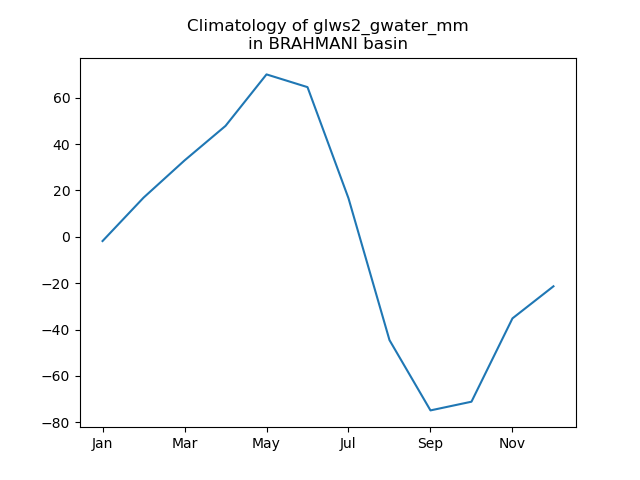 Climatology of glws2_gwater_mm
in BRAHMANI basin
60
40
20
0
−20
−40
−60
−80
Jan
Mar
May
Jul
Sep
Nov